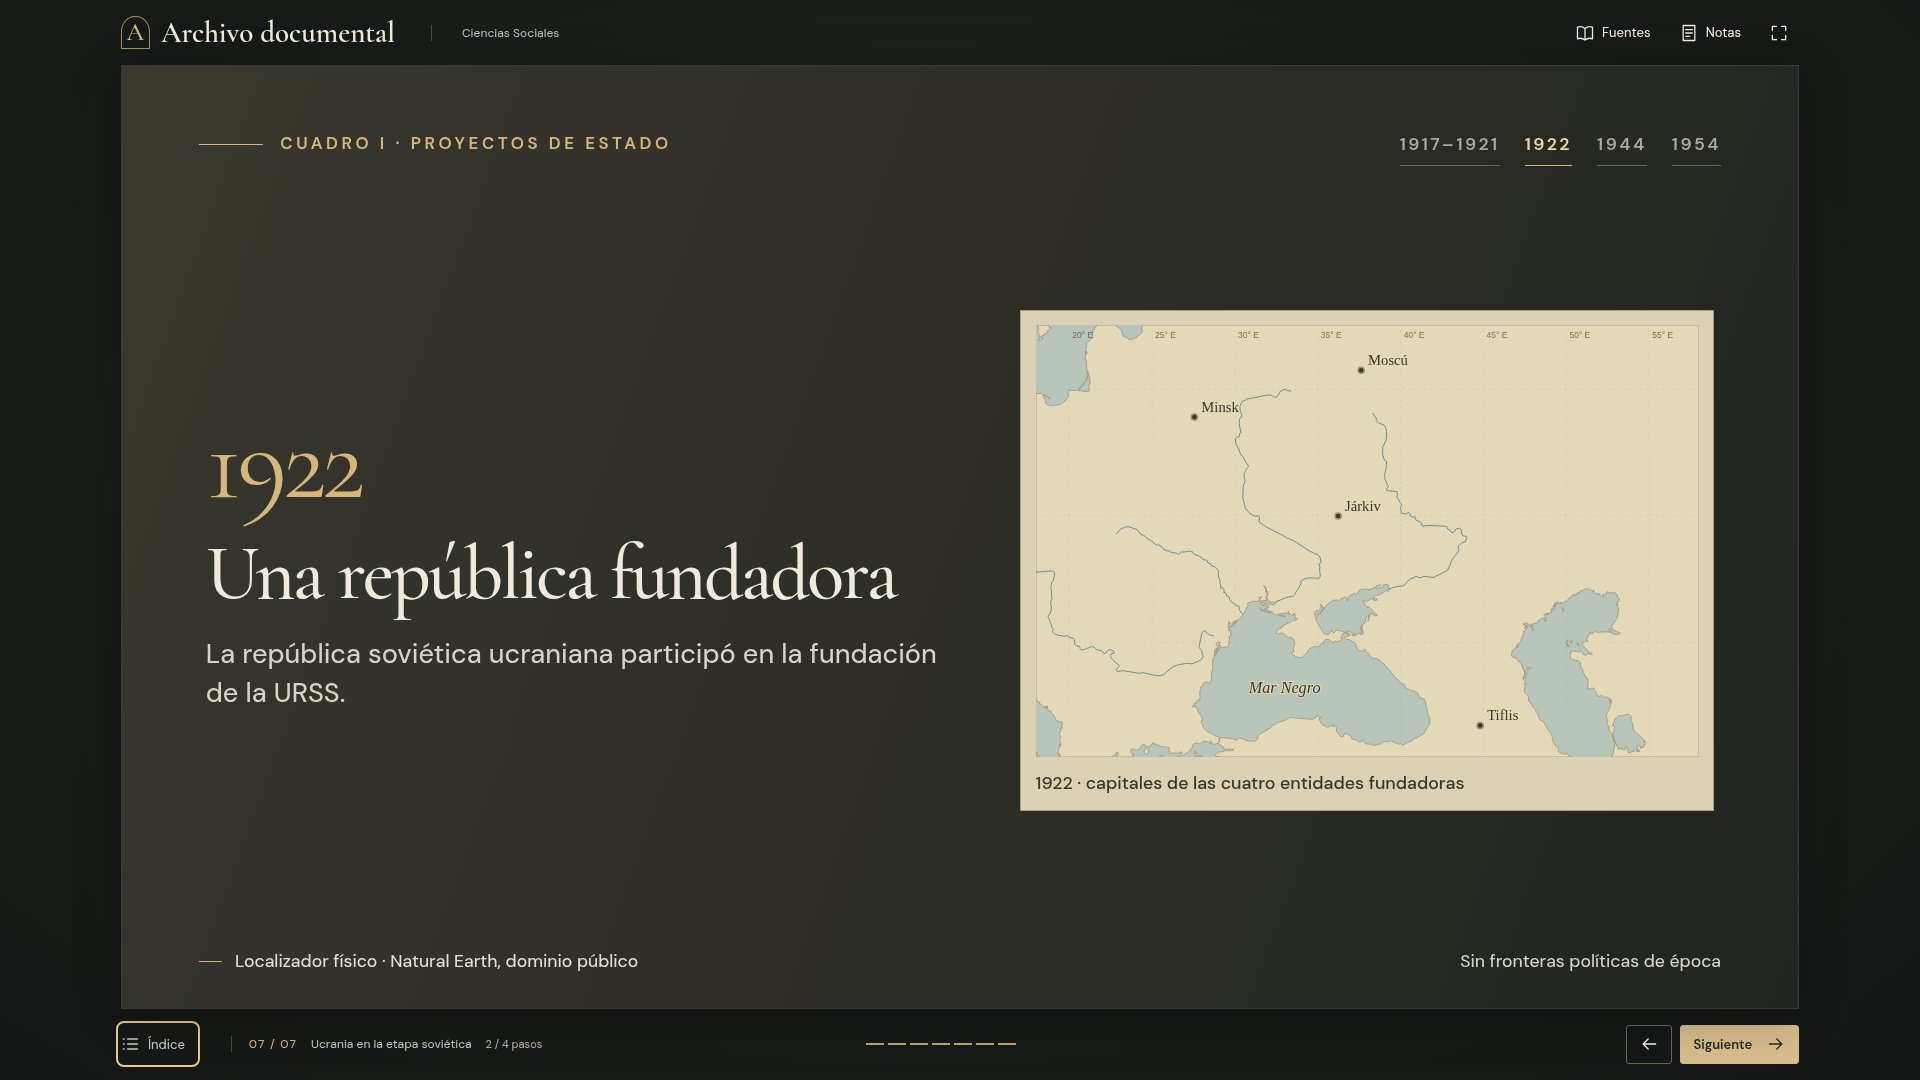 A Archivo documental
Ciencias Sociales
Fuentes
Notas
CUADRO I · PROYECTOS DE ESTADO
1917–1921 1922 1944 1954
1922
Una república fundadora
La república soviética ucraniana participó en la fundación
de la URSS.
20° E 25° E 30° E 35° E 40° E 45° E 50° E 55° E
Moscú
Minsk
Járkiv
Mar Negro
Tiflis
1922 · capitales de las cuatro entidades fundadoras
Localizador físico · Natural Earth, dominio público
Sin fronteras políticas de época
Índice
07 / 07 Ucrania en la etapa soviética 2 / 4 pasos
Siguiente